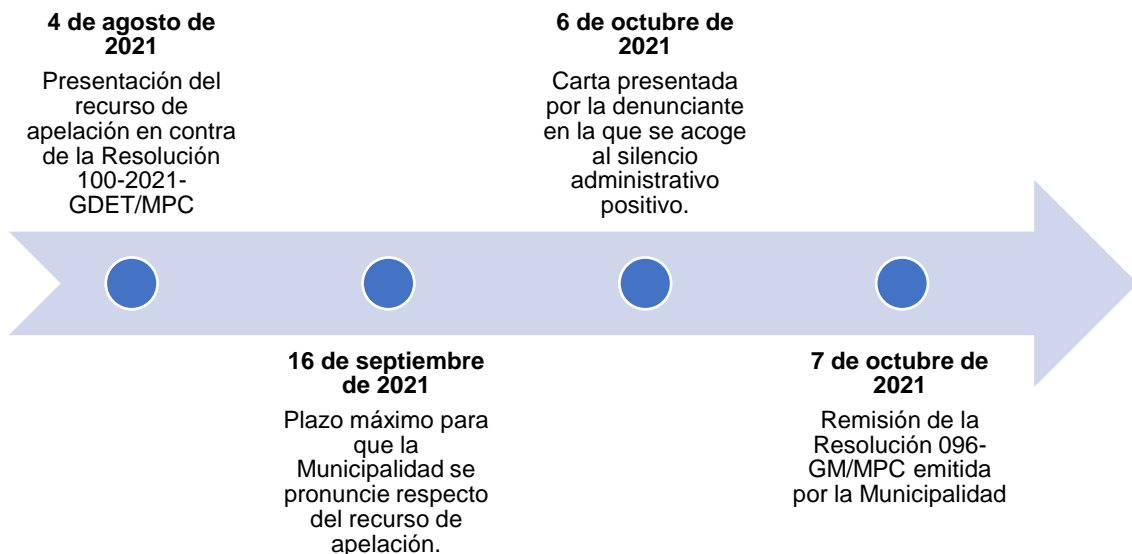 4 de agosto de
2021
Presentación del
recurso de
apelación en contra
de la Resolución
100-2021-
GDET/MPC
16 de septiembre
de 2021
Plazo máximo para
que la
Municipalidad se
pronuncie respecto
del recurso de
apelación.
6 de octubre de
2021
Carta presentada
por la denunciante
en la que se acoge
al silencio
administrativo
positivo.
7 de octubre de
2021
Remisión de la
Resolución 096-
GM/MPC emitida
por la Municipalidad